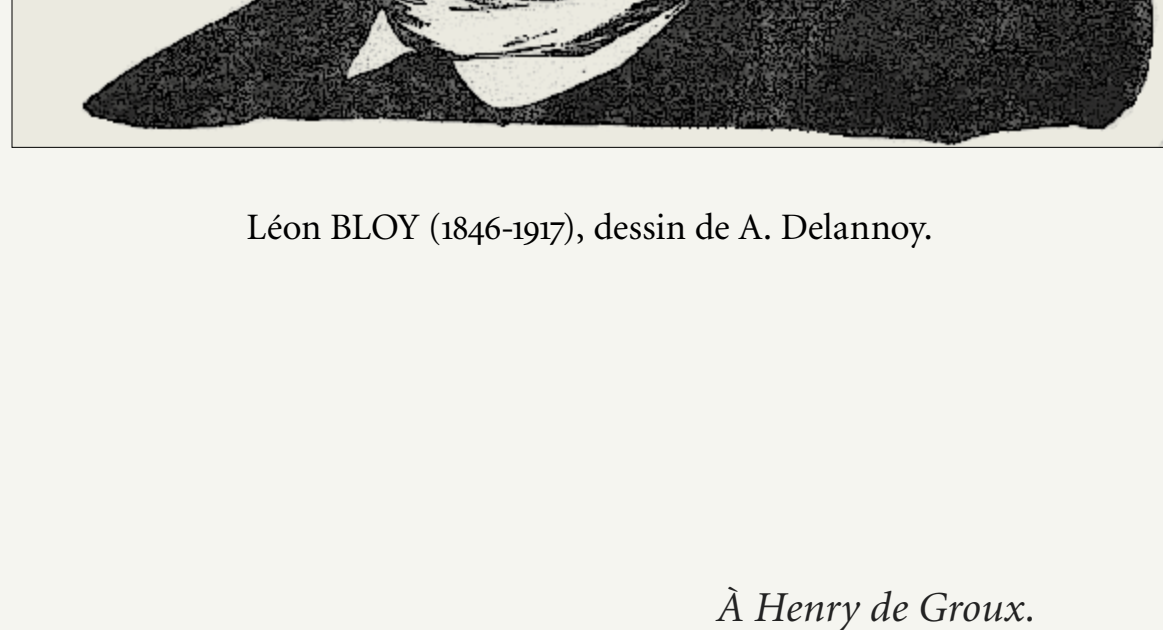 Léon BLOY (1846-1917), dessin de A. Delannoy.
À Henry de Groux.